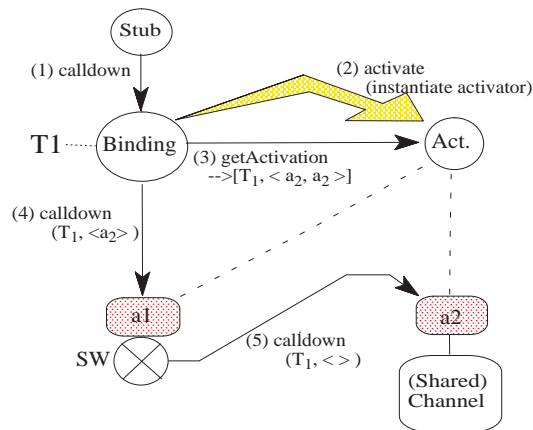 Stub
(1) calldown
(2) activate
(instantiate activator)
T1
Binding
Act.
(3) getActivation
-->[T1, < a2, a2 >]
(4) calldown
(T1, <a2> )
a1
a2
SW
(5) calldown
(T1, < > )
(Shared)
Channel